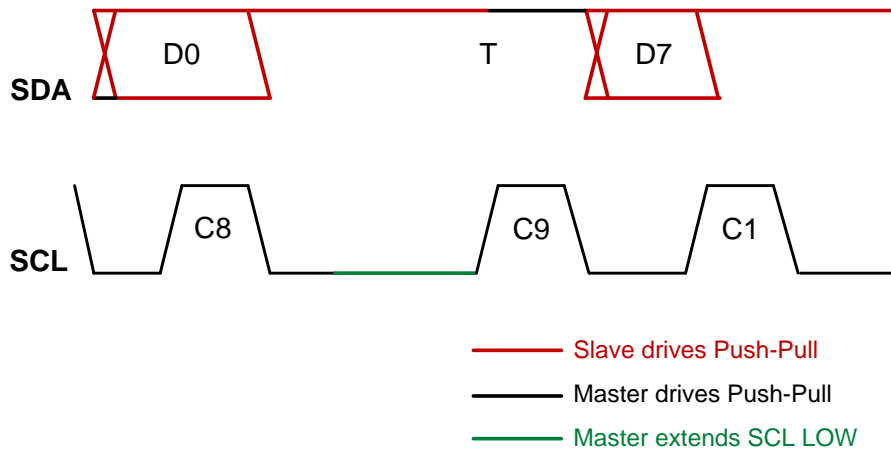 D0
T
D7
SDA
C8
C9
C1
SCL
Slave drives Push-Pull
Master drives Push-Pull
Master extends SCL LOW